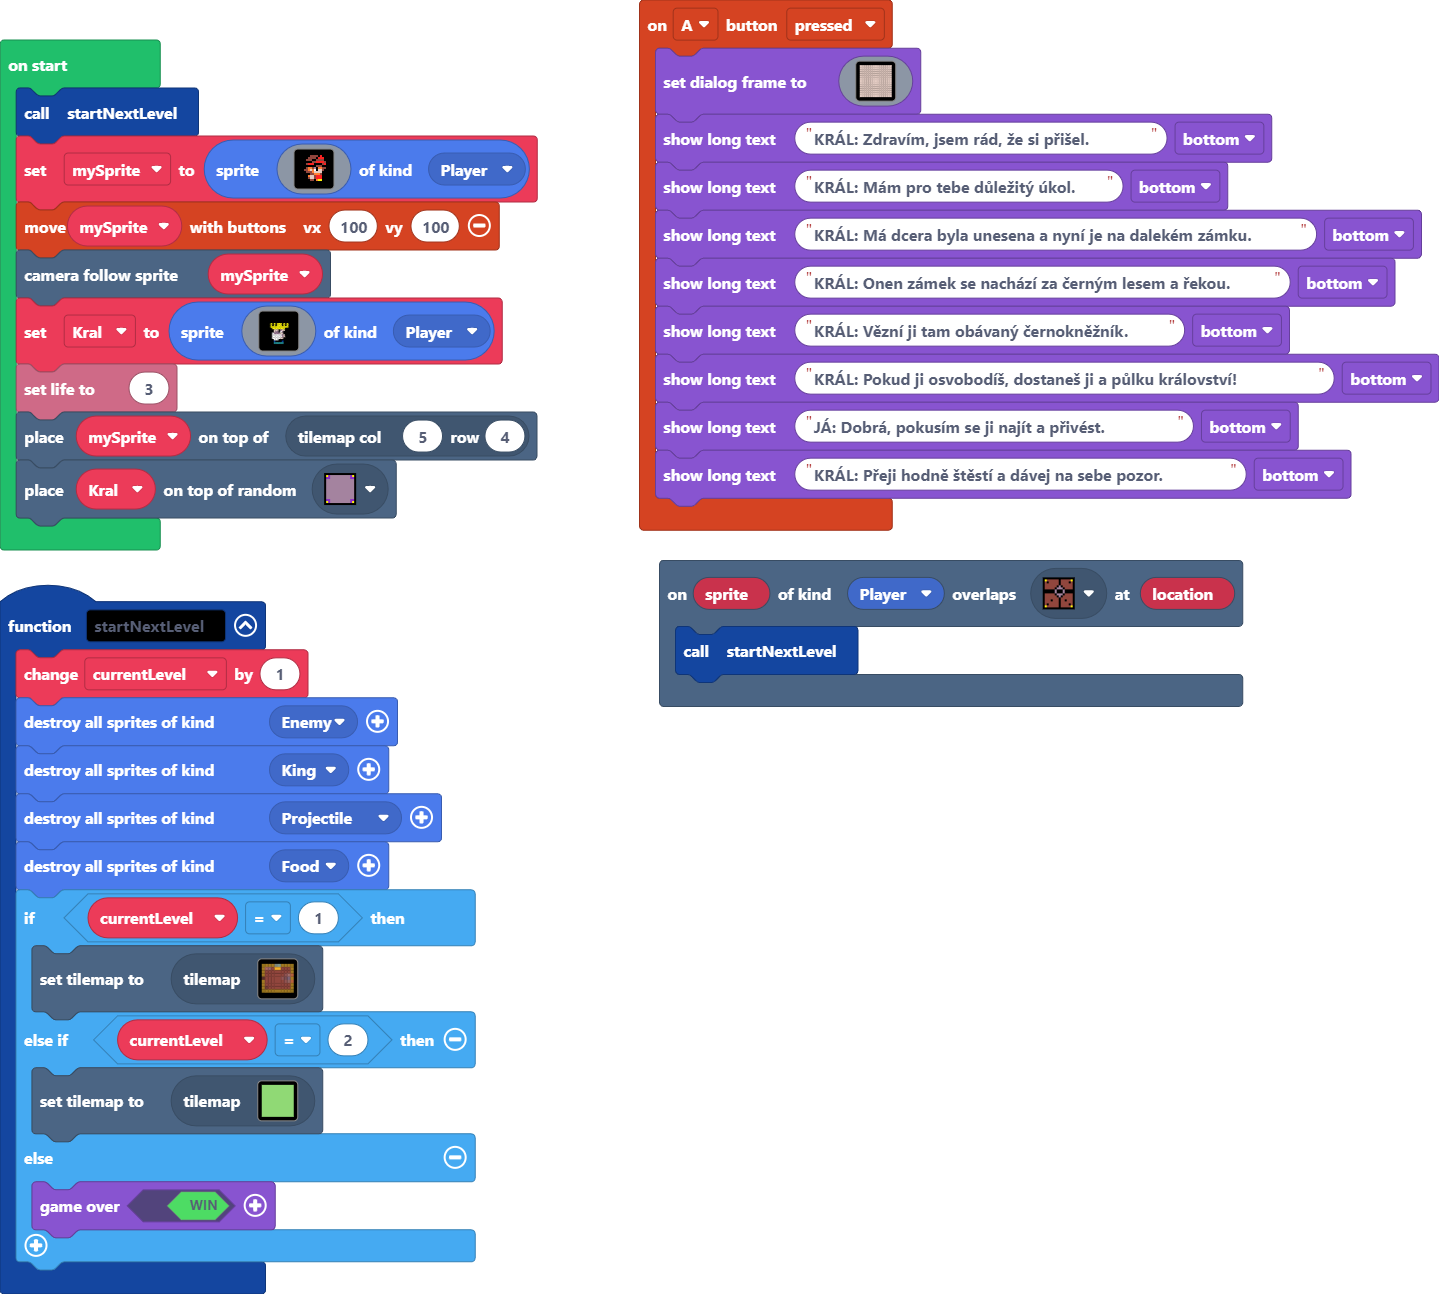 on start
call startNextLevel
set mySprite to sprite of kind Player
move mySprite with buttons vx 100 vy 100
camera follow sprite mySprite
set Kral to sprite of kind Player
set life to 3
place mySprite on top of tilemap col 5 row 4
place Kral on top of random
on A button pressed
set dialog frame to
show long text "KRÁL: Zdravím, jsem rád, že si přišel." bottom
show long text "KRÁL: Mám pro tebe důležitý úkol." bottom
show long text "KRÁL: Má dcera byla unesena a nyní je na dalekém zámku." bottom
show long text "KRÁL: Onen zámek se nachází za černým lesem a řekou." bottom
show long text "KRÁL: Vězní ji tam obávaný černokněžník." bottom
show long text "KRÁL: Pokud ji osvobodíš, dostaneš ji a půlku království!" bottom
show long text "JÁ: Dobrá, pokusím se ji najít a přivést." bottom
show long text "KRÁL: Přeji hodně štěstí a dávej na sebe pozor." bottom
on sprite of kind Player overlaps at location
call startNextLevel
function startNextLevel
change currentLevel by 1
destroy all sprites of kind Enemy
destroy all sprites of kind King
destroy all sprites of kind Projectile
destroy all sprites of kind Food
if currentLevel = 1 then
set tilemap to tilemap
else if currentLevel = 2 then
set tilemap to tilemap
else
game over WIN